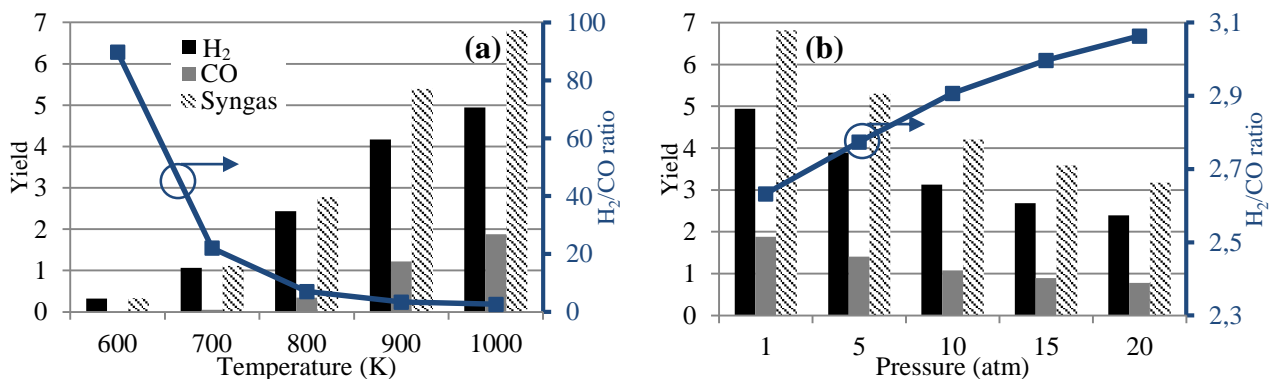 7
6
5
4
3
2
1
0
Yield
H₂
CO
Syngas
(a)
100
80
60
40
20
0
H₂/CO ratio
600 700 800 900 1000
Temperature (K)
7
6
5
4
3
2
1
0
Yield
(b)
3,1
2,9
2,7
2,5
2,3
H₂/CO ratio
1 5 10 15 20
Pressure (atm)